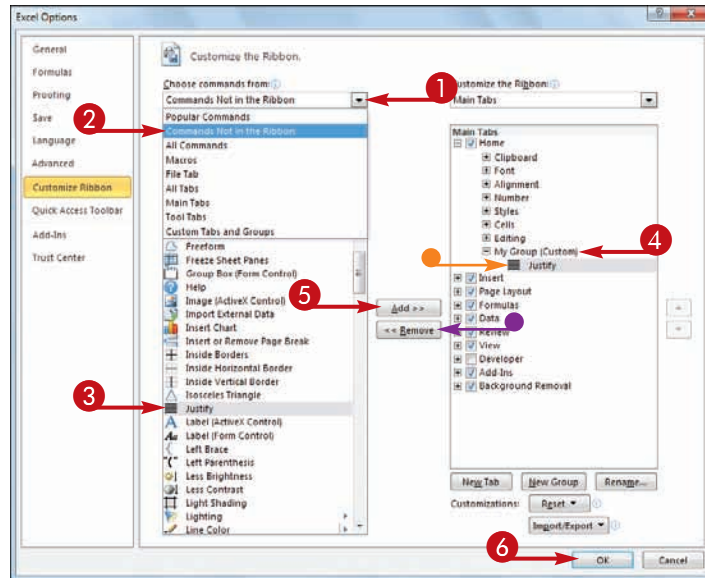 Excel Options
General
Formulas
Proofing
Save
Language
Advanced
Customize Ribbon
Quick Access Toolbar
Add-Ins
Trust Center
Customize the Ribbon.
Choose commands from:
Commands Not in the Ribbon
1
2
Popular Commands
Commands Not in the Ribbon
All Commands
Macros
File Tab
All Tabs
Main Tabs
Tool Tabs
Custom Tabs and Groups
Freeform
Freeze Sheet Panes
Group Box (Form Control)
Help
Image (ActiveX Control)
Import External Data
Insert Chart
Insert or Remove Page Break
Inside Borders
Inside Horizontal Border
Inside Vertical Border
Isosceles Triangle
3
Justify
Label (ActiveX Control)
Label (Form Control)
Left Brace
Left Parenthesis
Less Brightness
Less Contrast
Light Shading
Lighting
Line Color
5
Add >>
<< Remove
Customize the Ribbon:
Main Tabs
Main Tabs
Home
Clipboard
Font
Alignment
Number
Styles
Cells
Editing
My Group (Custom)
4
Justify
Insert
Page Layout
Formulas
Data
Review
View
Developer
Add-Ins
Background Removal
New Tab
New Group
Rename...
Customizations:
Reset
Import/Export
6
OK
Cancel